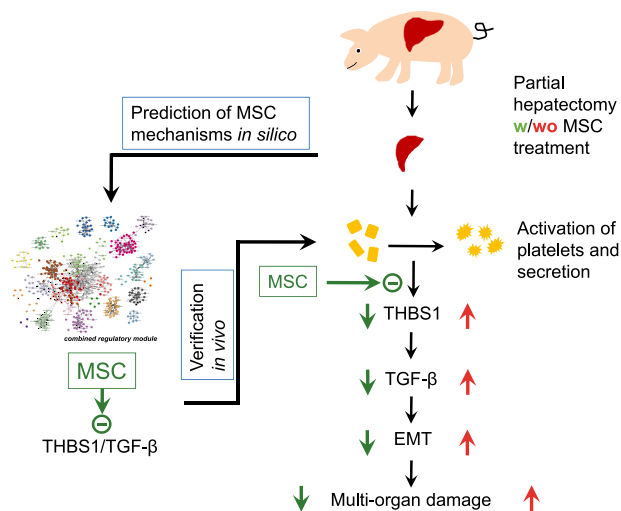 Partial
hepatectomy
w/wo MSC
treatment
Prediction of MSC
mechanisms in silico
Activation of
platelets and
secretion
combined regulatory module
Verification
in vivo
MSC
THBS1
MSC
TGF-β
THBS1/TGF-β
EMT
Multi-organ damage